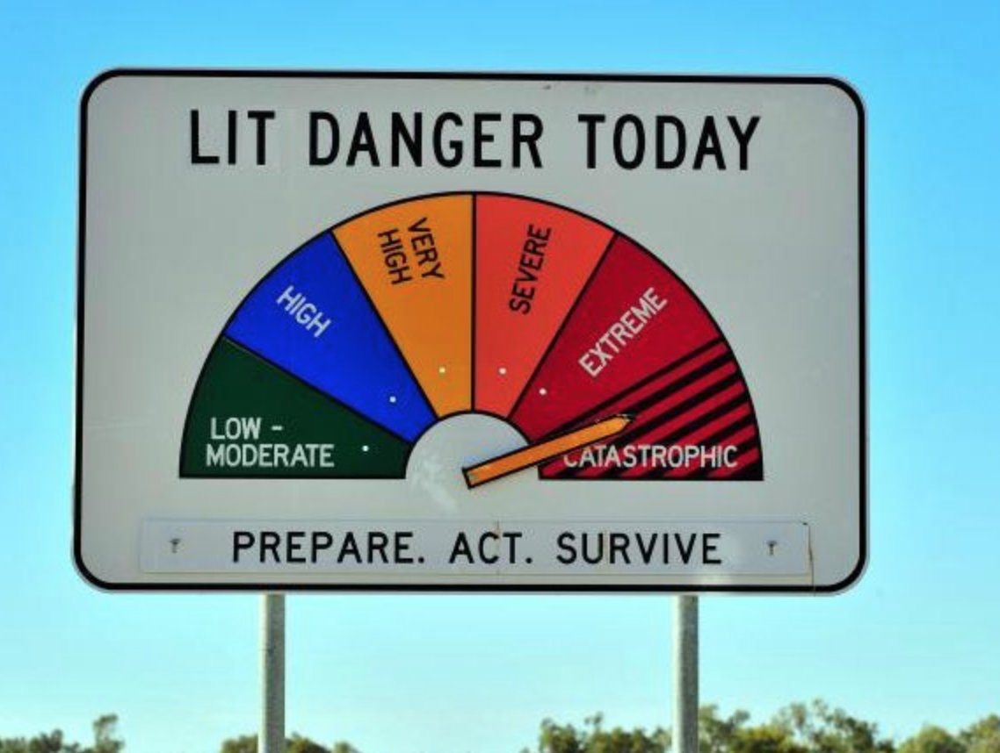 LIT DANGER TODAY
LOW -
MODERATE
HIGH
VERY
HIGH
SEVERE
EXTREME
CATASTROPHIC
PREPARE. ACT. SURVIVE